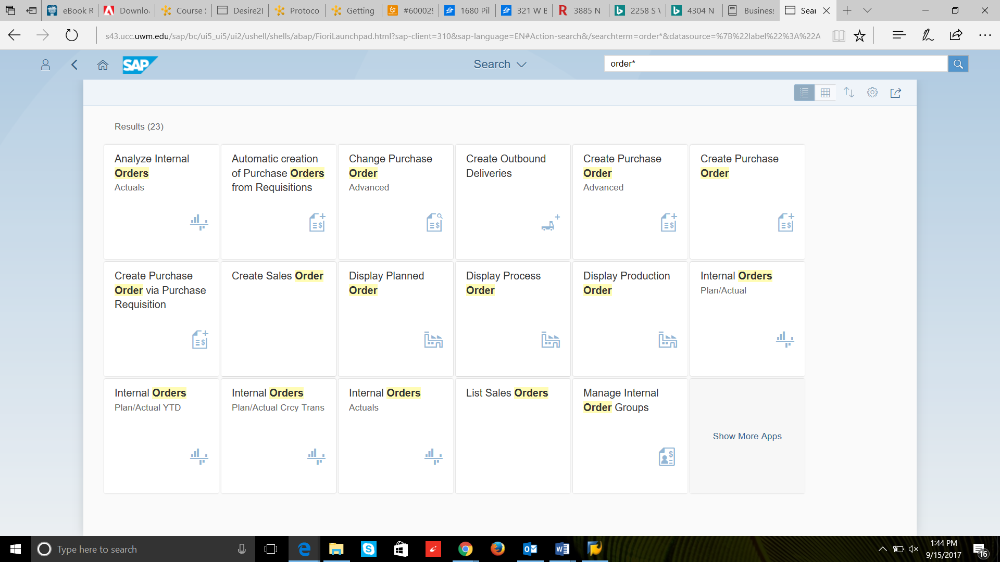 eBook R
Downlo
Course S
Desire2L
Protoco
Getting
#600029
1680 Pil
321 W B
3885 N
2258 S W
4304 N
Business
Sear
s43.ucc.uwm.edu/sap/bc/ui5_ui5/ui2/ushell/shells/abap/FioriLaunchpad.html?sap-client=310&sap-language=EN#Action-search&/searchterm=order*&datasource=%7B%22label%22%3A%22A
SAP
Search
order*
Results (23)
Analyze Internal
Orders
Actuals
Automatic creation
of Purchase Orders
from Requisitions
Change Purchase
Order
Advanced
Create Outbound
Deliveries
Create Purchase
Order
Advanced
Create Purchase
Order
Create Purchase
Order via Purchase
Requisition
Create Sales Order
Display Planned
Order
Display Process
Order
Display Production
Order
Internal Orders
Plan/Actual
Internal Orders
Plan/Actual YTD
Internal Orders
Plan/Actual Crcy Trans
Internal Orders
Actuals
List Sales Orders
Manage Internal
Order Groups
Show More Apps
Type here to search
1:44 PM
9/15/2017
16